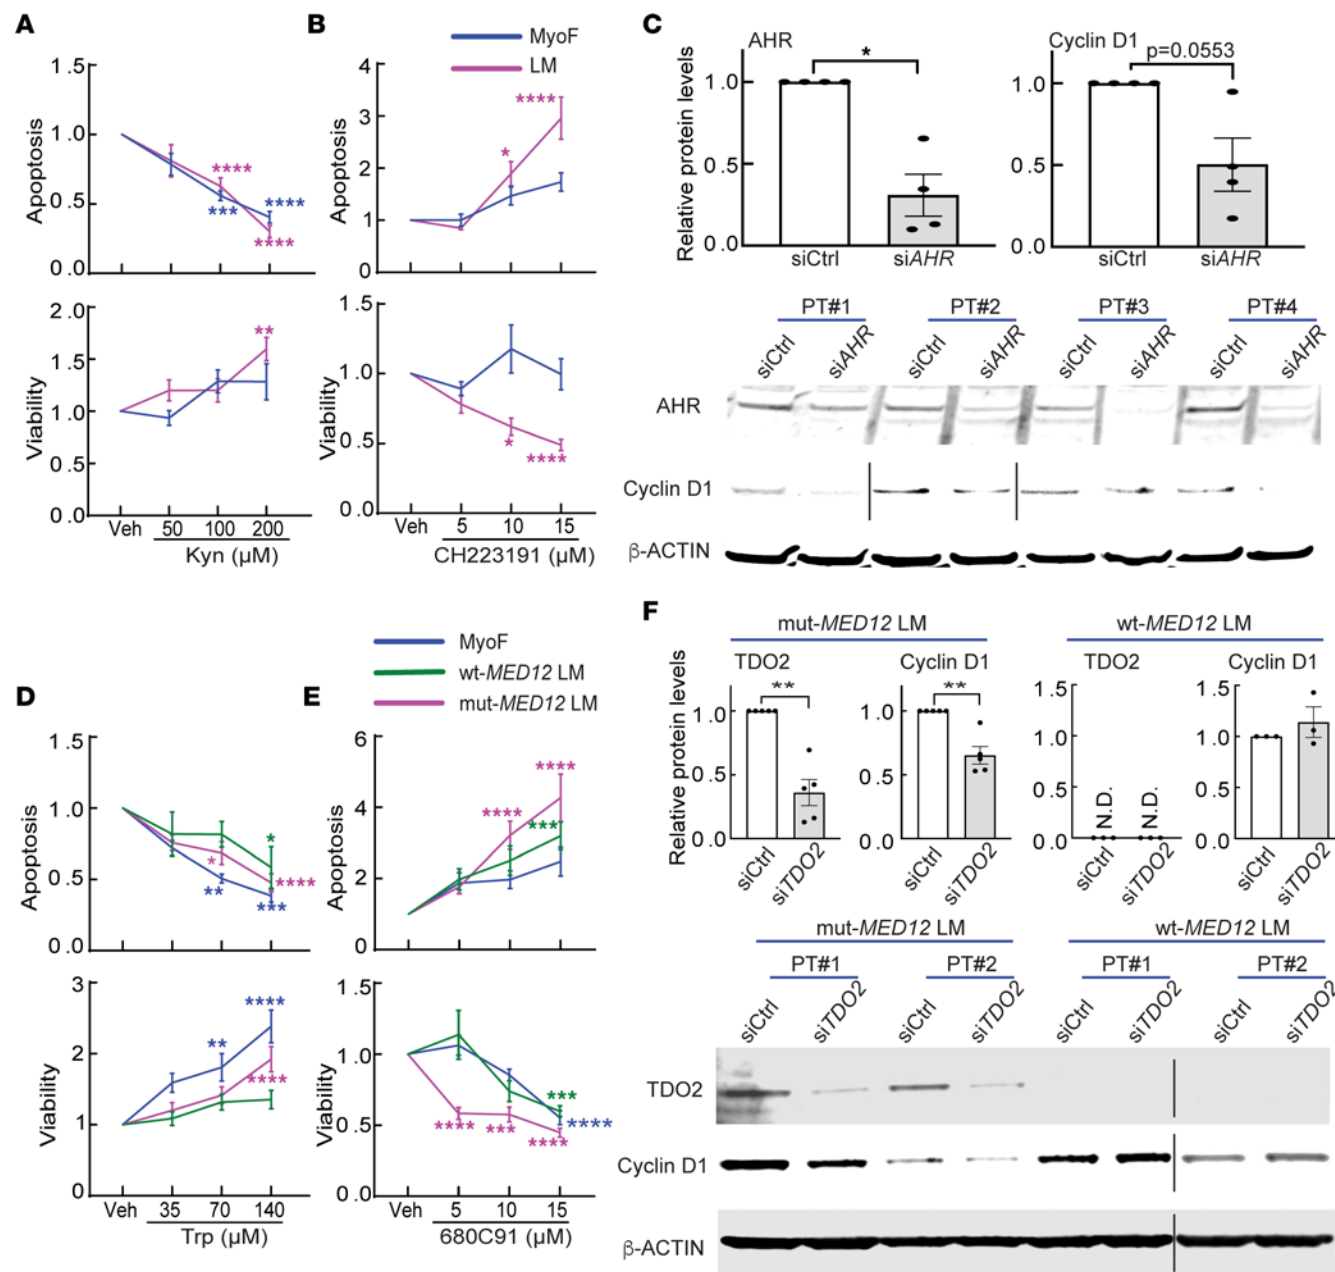 A
B
MyoF
LM
C
AHR
*
Cyclin D1
p=0.0553
Apoptosis
1.5
1.0
0.5
0.0
****
***
****
****
Apoptosis
4
3
2
1
0
*
****
Relative protein levels
1.0
0.5
0.0
siCtrl
siAHR
1.0
0.5
0.0
siCtrl
siAHR
Viability
2.0
1.5
1.0
0.5
0.0
**
Veh 50 100 200
Kyn (µM)
Viability
1.5
1.0
0.5
0.0
*
****
Veh 5 10 15
CH223191 (µM)
PT#1 PT#2 PT#3 PT#4
siCtrl siAHR siCtrl siAHR siCtrl siAHR siCtrl siAHR
AHR
Cyclin D1
β-ACTIN
MyoF
wt-MED12 LM
mut-MED12 LM
D
E
Apoptosis
1.5
1.0
0.5
0.0
*
**
*
****
***
Apoptosis
6
4
2
0
****
****
***
Viability
3
2
1
0
**
****
****
Veh 35 70 140
Trp (µM)
Viability
1.5
1.0
0.5
0.0
****
***
***
****
****
Veh 5 10 15
680C91 (µM)
F
mut-MED12 LM
wt-MED12 LM
TDO2
Cyclin D1
TDO2
Cyclin D1
Relative protein levels
1.0
0.5
0.0
**
siCtrl
siTDO2
1.0
0.5
0.0
**
siCtrl
siTDO2
1.5
1.0
0.5
0.0
N.D.
N.D.
siCtrl
siTDO2
1.5
1.0
0.5
0.0
siCtrl
siTDO2
mut-MED12 LM
wt-MED12 LM
PT#1 PT#2 PT#1 PT#2
siCtrl siTDO2 siCtrl siTDO2 siCtrl siTDO2 siCtrl siTDO2
TDO2
Cyclin D1
β-ACTIN